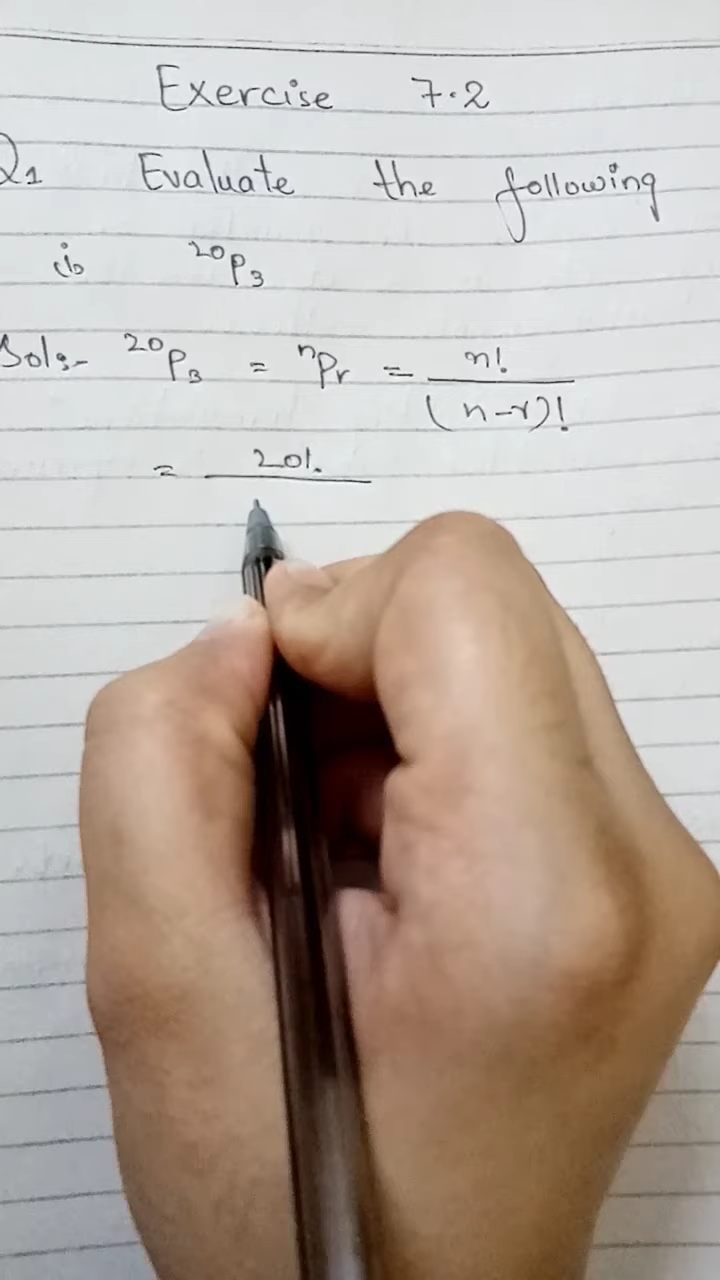 Exercise 7.2
Q1 Evaluate the following
i) ²⁰P₃
Sol:- ²⁰P₃ = ⁿPr = n! / (n-r)!
= 20!